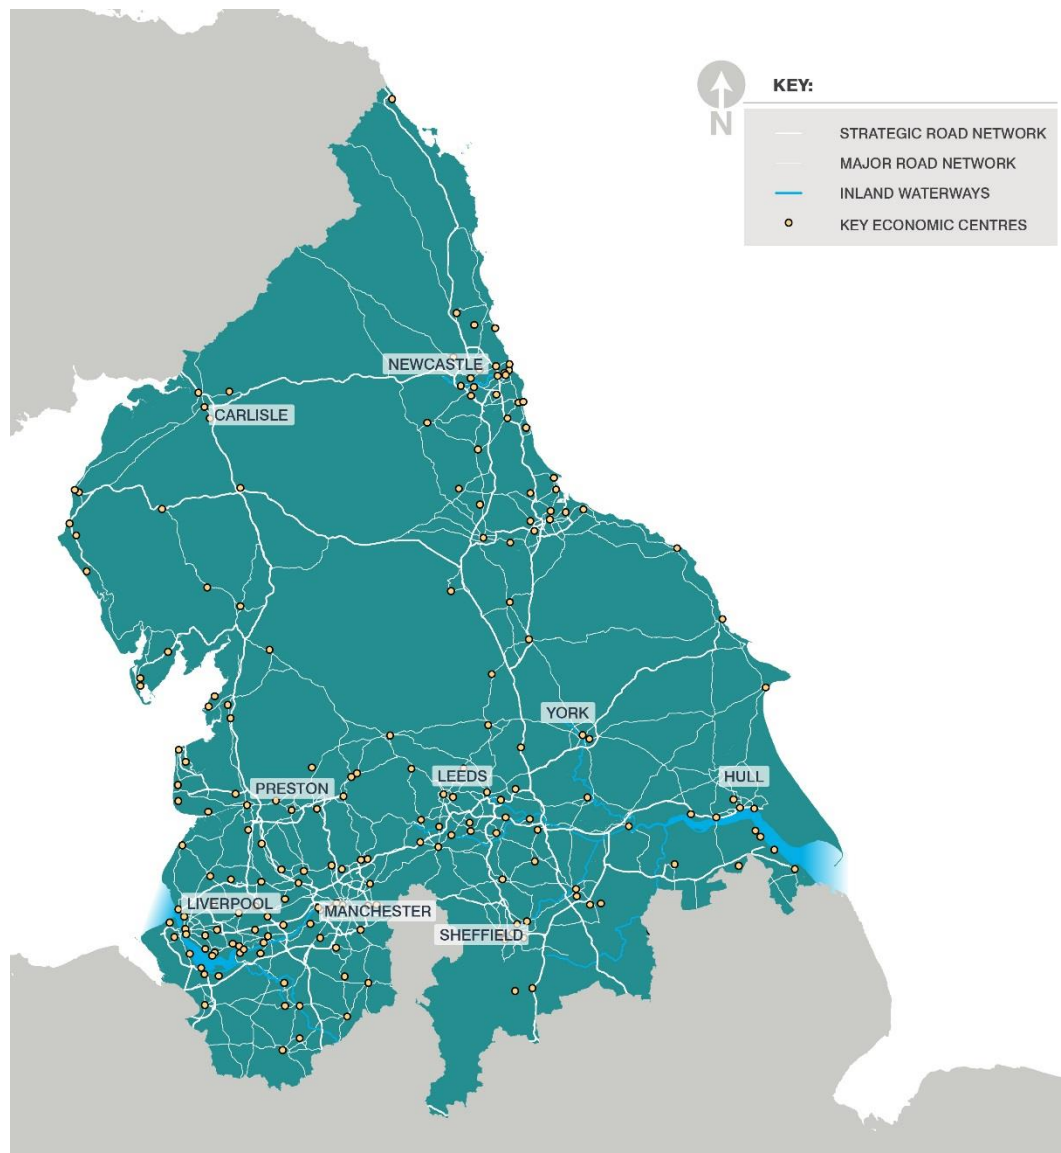 KEY:
N
STRATEGIC ROAD NETWORK
MAJOR ROAD NETWORK
INLAND WATERWAYS
KEY ECONOMIC CENTRES
NEWCASTLE
CARLISLE
YORK
LEEDS
HULL
PRESTON
LIVERPOOL
MANCHESTER
SHEFFIELD